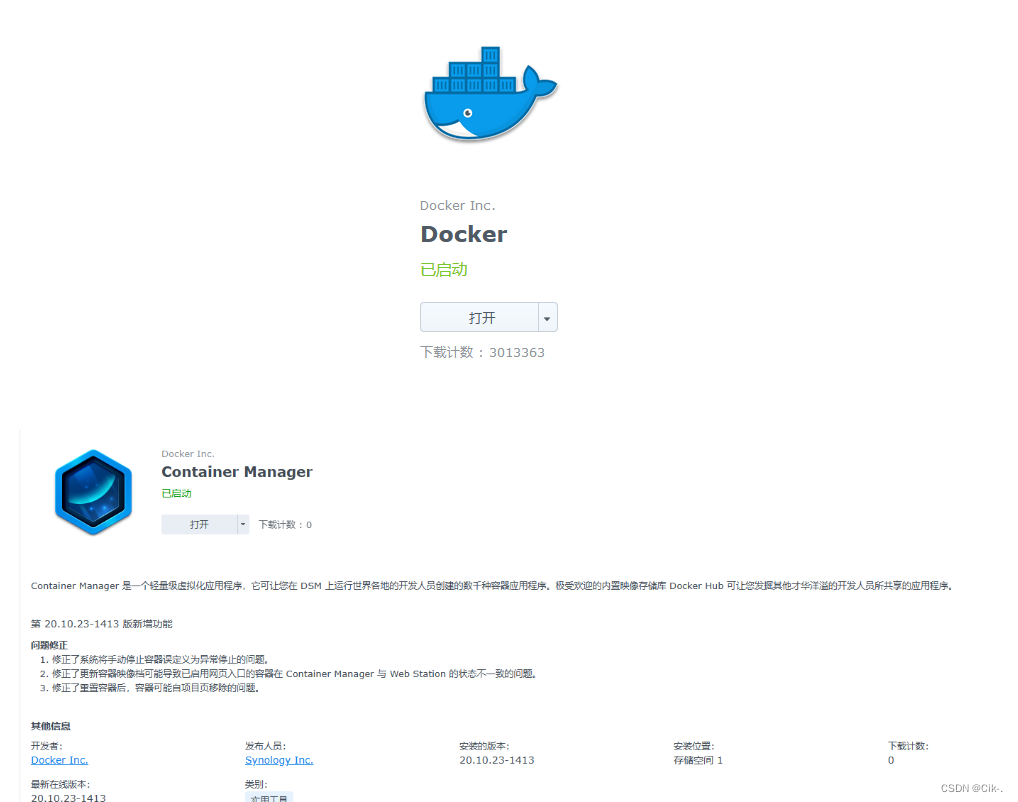 Docker Inc.
Docker
已启动
打开
下载计数 : 3013363
Docker Inc.
Container Manager
已启动
打开 下载计数 : 0
Container Manager 是一个轻量级虚拟化应用程序，它可让您在 DSM 上运行世界各地的开发人员创建的数千种容器应用程序。极受欢迎的内置映像存储库 Docker Hub 可让您发掘其他才华洋溢的开发人员所共享的应用程序。
第 20.10.23-1413 版新增功能
问题修正
1. 修正了系统将手动停止容器误定义为异常停止的问题。
2. 修正了更新容器映像档可能导致已启用网页入口的容器在 Container Manager 与 Web Station 的状态不一致的问题。
3. 修正了重置容器后，容器可能自项目页移除的问题。
其他信息
开发者: 发布人员: 安装的版本: 安装位置: 下载计数:
Docker Inc. Synology Inc. 20.10.23-1413 存储空间 1 0
最新在线版本: 类别:
20.10.23-1413 实用工具
CSDN @Cik-.